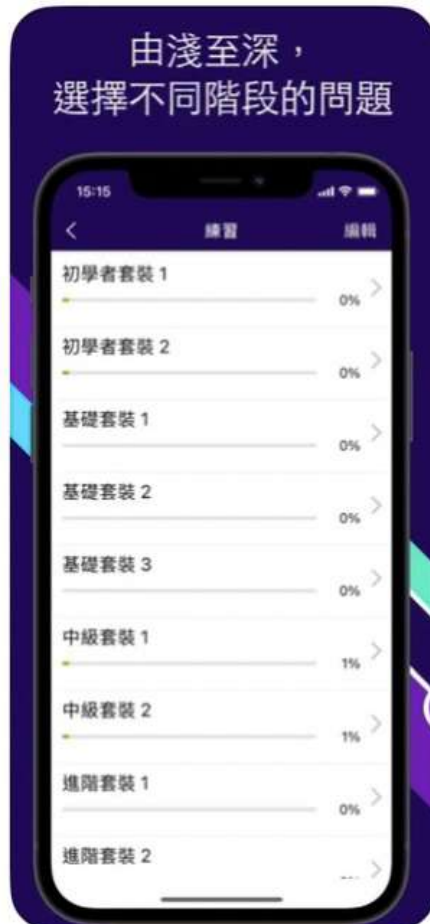 由淺至深，
選擇不同階段的問題
15:15
練習
編輯
初學者套裝 1
0%
初學者套裝 2
0%
基礎套裝 1
0%
基礎套裝 2
0%
基礎套裝 3
0%
中級套裝 1
1%
中級套裝 2
1%
進階套裝 1
0%
進階套裝 2